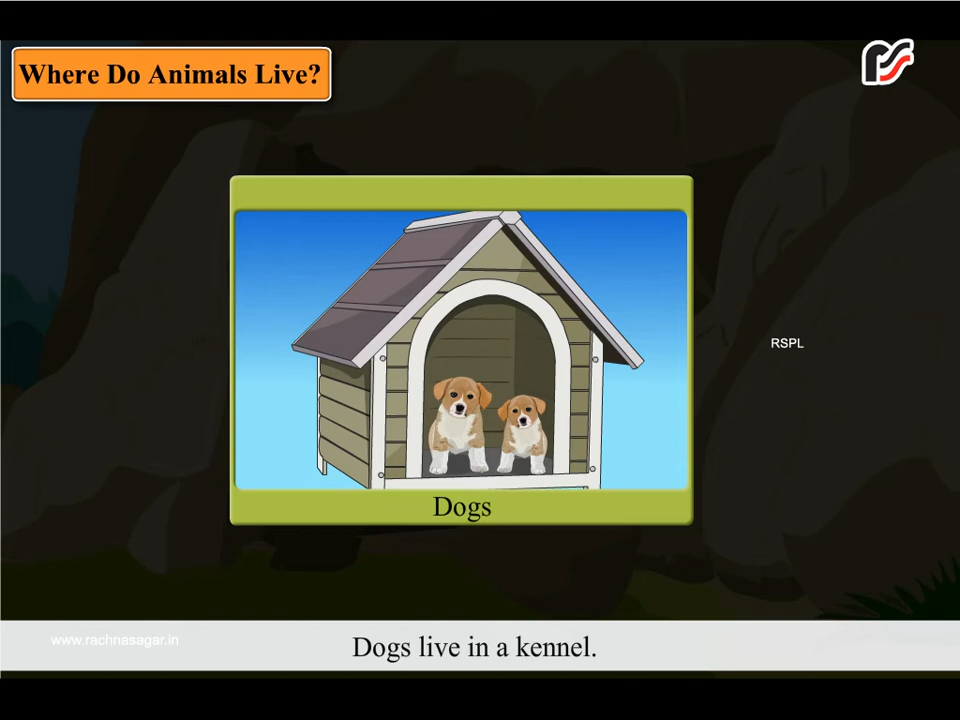 Where Do Animals Live?
RSPL
Dogs
www.rachnasagar.in
Dogs live in a kennel.